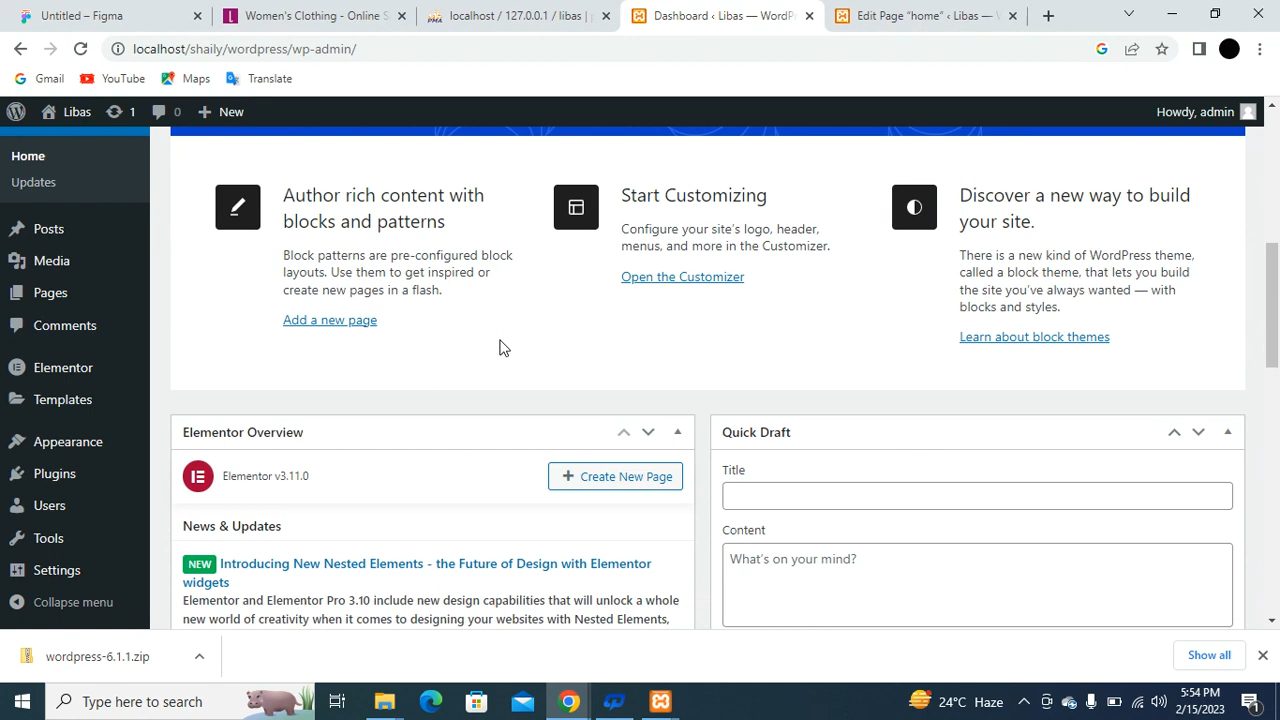 Untitled – Figma
Women's Clothing - Online S
localhost / 127.0.0.1 / libas | p
Dashboard ‹ Libas — WordPr
Edit Page "home" ‹ Libas — W
localhost/shaily/wordpress/wp-admin/
Gmail
YouTube
Maps
Translate
Libas
1
0
New
Howdy, admin
Home
Updates
Posts
Media
Pages
Comments
Elementor
Templates
Appearance
Plugins
Users
Tools
Settings
Collapse menu
Author rich content with
blocks and patterns
Block patterns are pre-configured block
layouts. Use them to get inspired or
create new pages in a flash.
Add a new page
Start Customizing
Configure your site's logo, header,
menus, and more in the Customizer.
Open the Customizer
Discover a new way to build
your site.
There is a new kind of WordPress theme,
called a block theme, that lets you build
the site you've always wanted — with
blocks and styles.
Learn about block themes
Elementor Overview
Elementor v3.11.0
Create New Page
News & Updates
NEW Introducing New Nested Elements - the Future of Design with Elementor
widgets
Elementor and Elementor Pro 3.10 include new design capabilities that will unlock a whole
new world of creativity when it comes to designing your websites with Nested Elements,
Quick Draft
Title
Content
What's on your mind?
wordpress-6.1.1.zip
Show all
Type here to search
24°C Haze
5:54 PM
2/15/2023
1